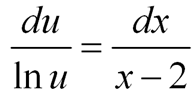 du/ln u = dx/(x − 2)